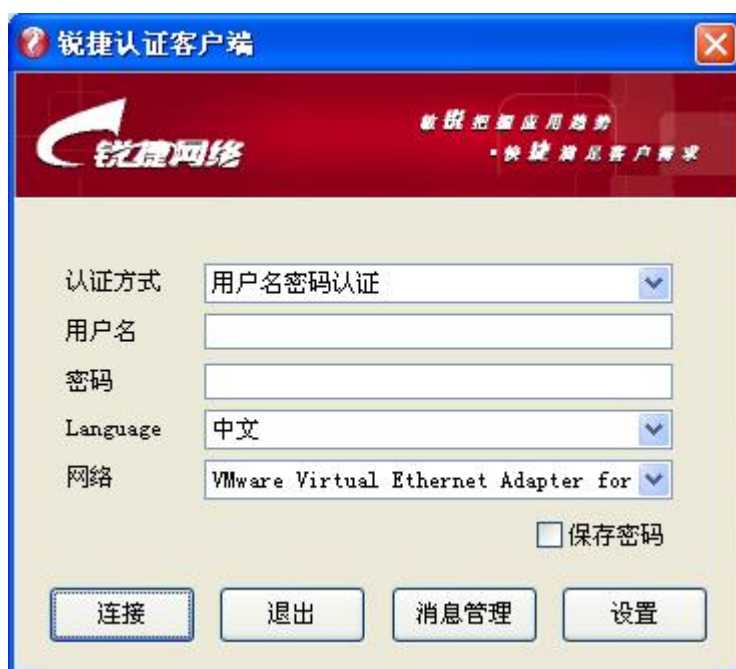 锐捷认证客户端
锐捷网络
敏锐把握应用趋势
·快捷满足客户需求
认证方式 用户名密码认证
用户名
密码
Language 中文
网络 VMware Virtual Ethernet Adapter for
保存密码
连接 退出 消息管理 设置